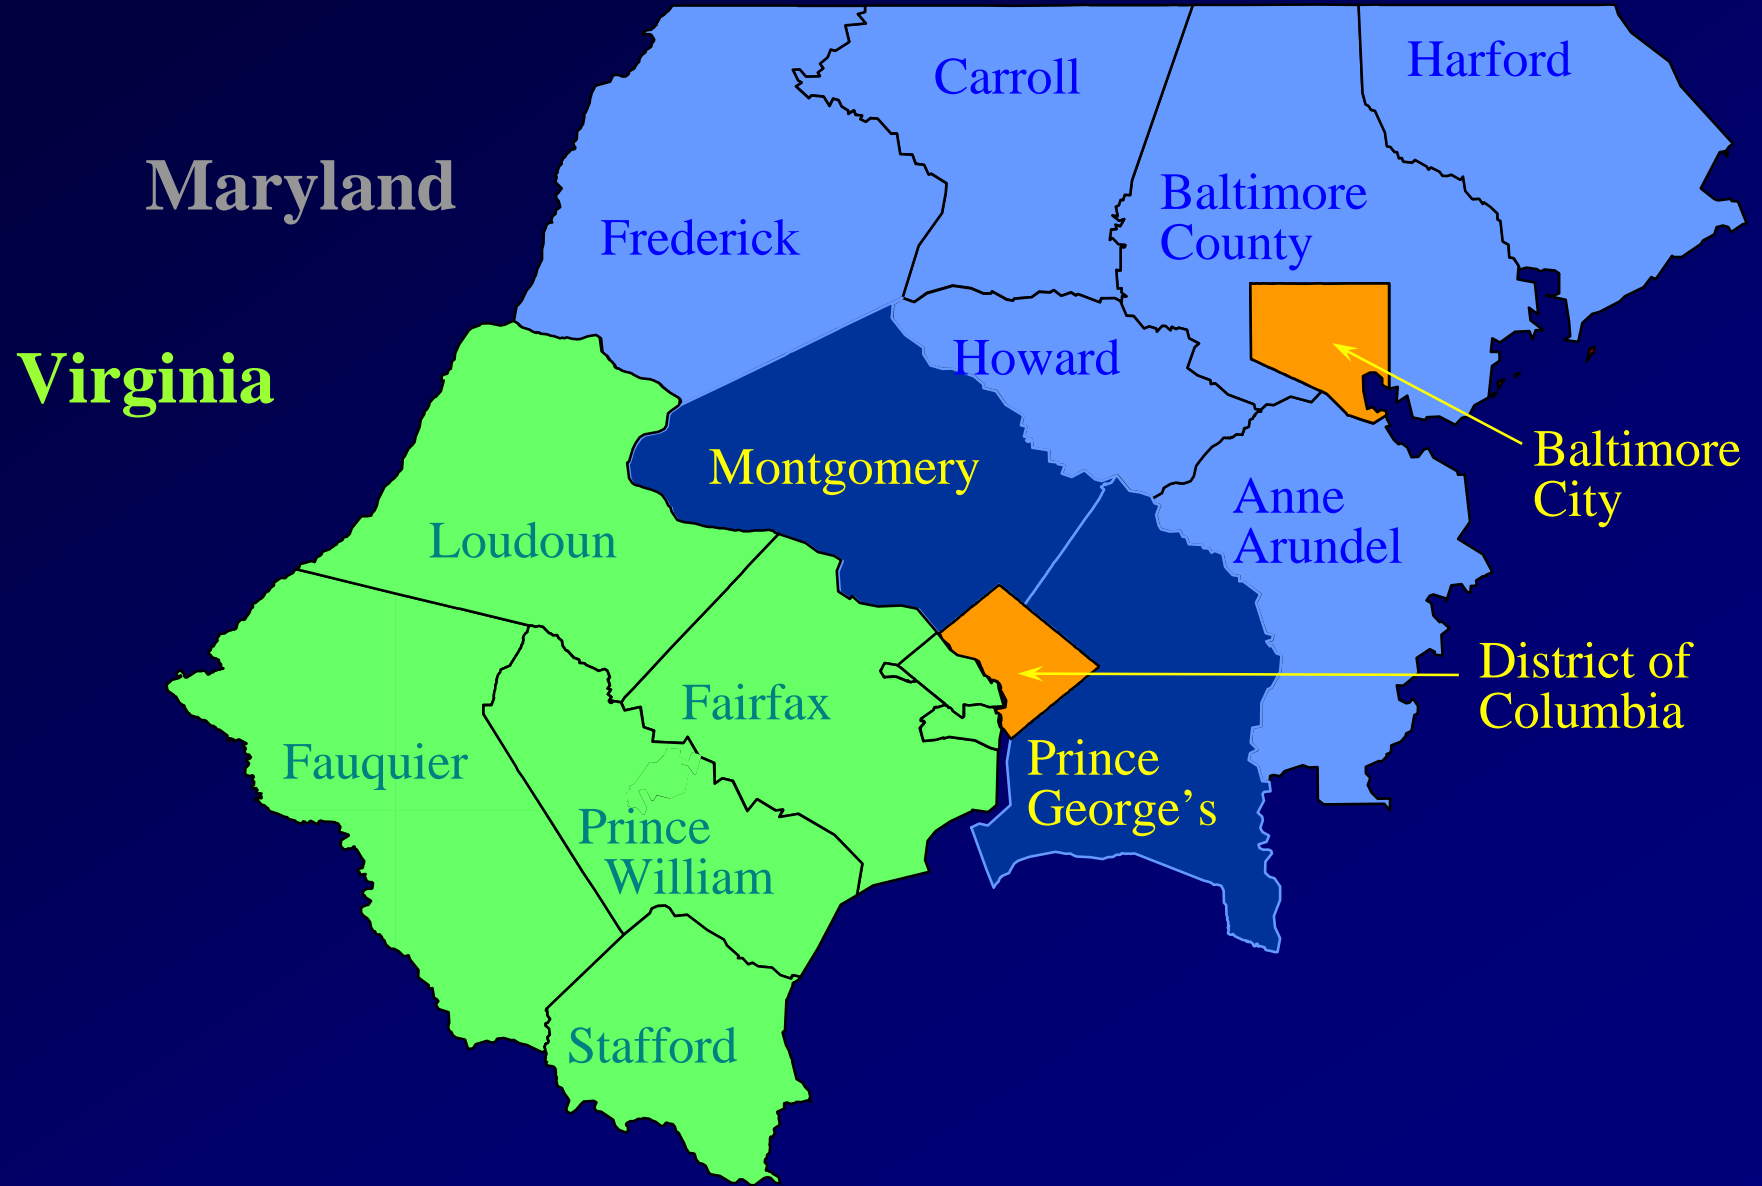 Harford
Carroll
Maryland
Baltimore
County
Frederick
Howard
Virginia
Baltimore
City
Montgomery
Anne
Arundel
Loudoun
District of
Columbia
Fairfax
Fauquier
Prince
George’s
Prince
William
Stafford